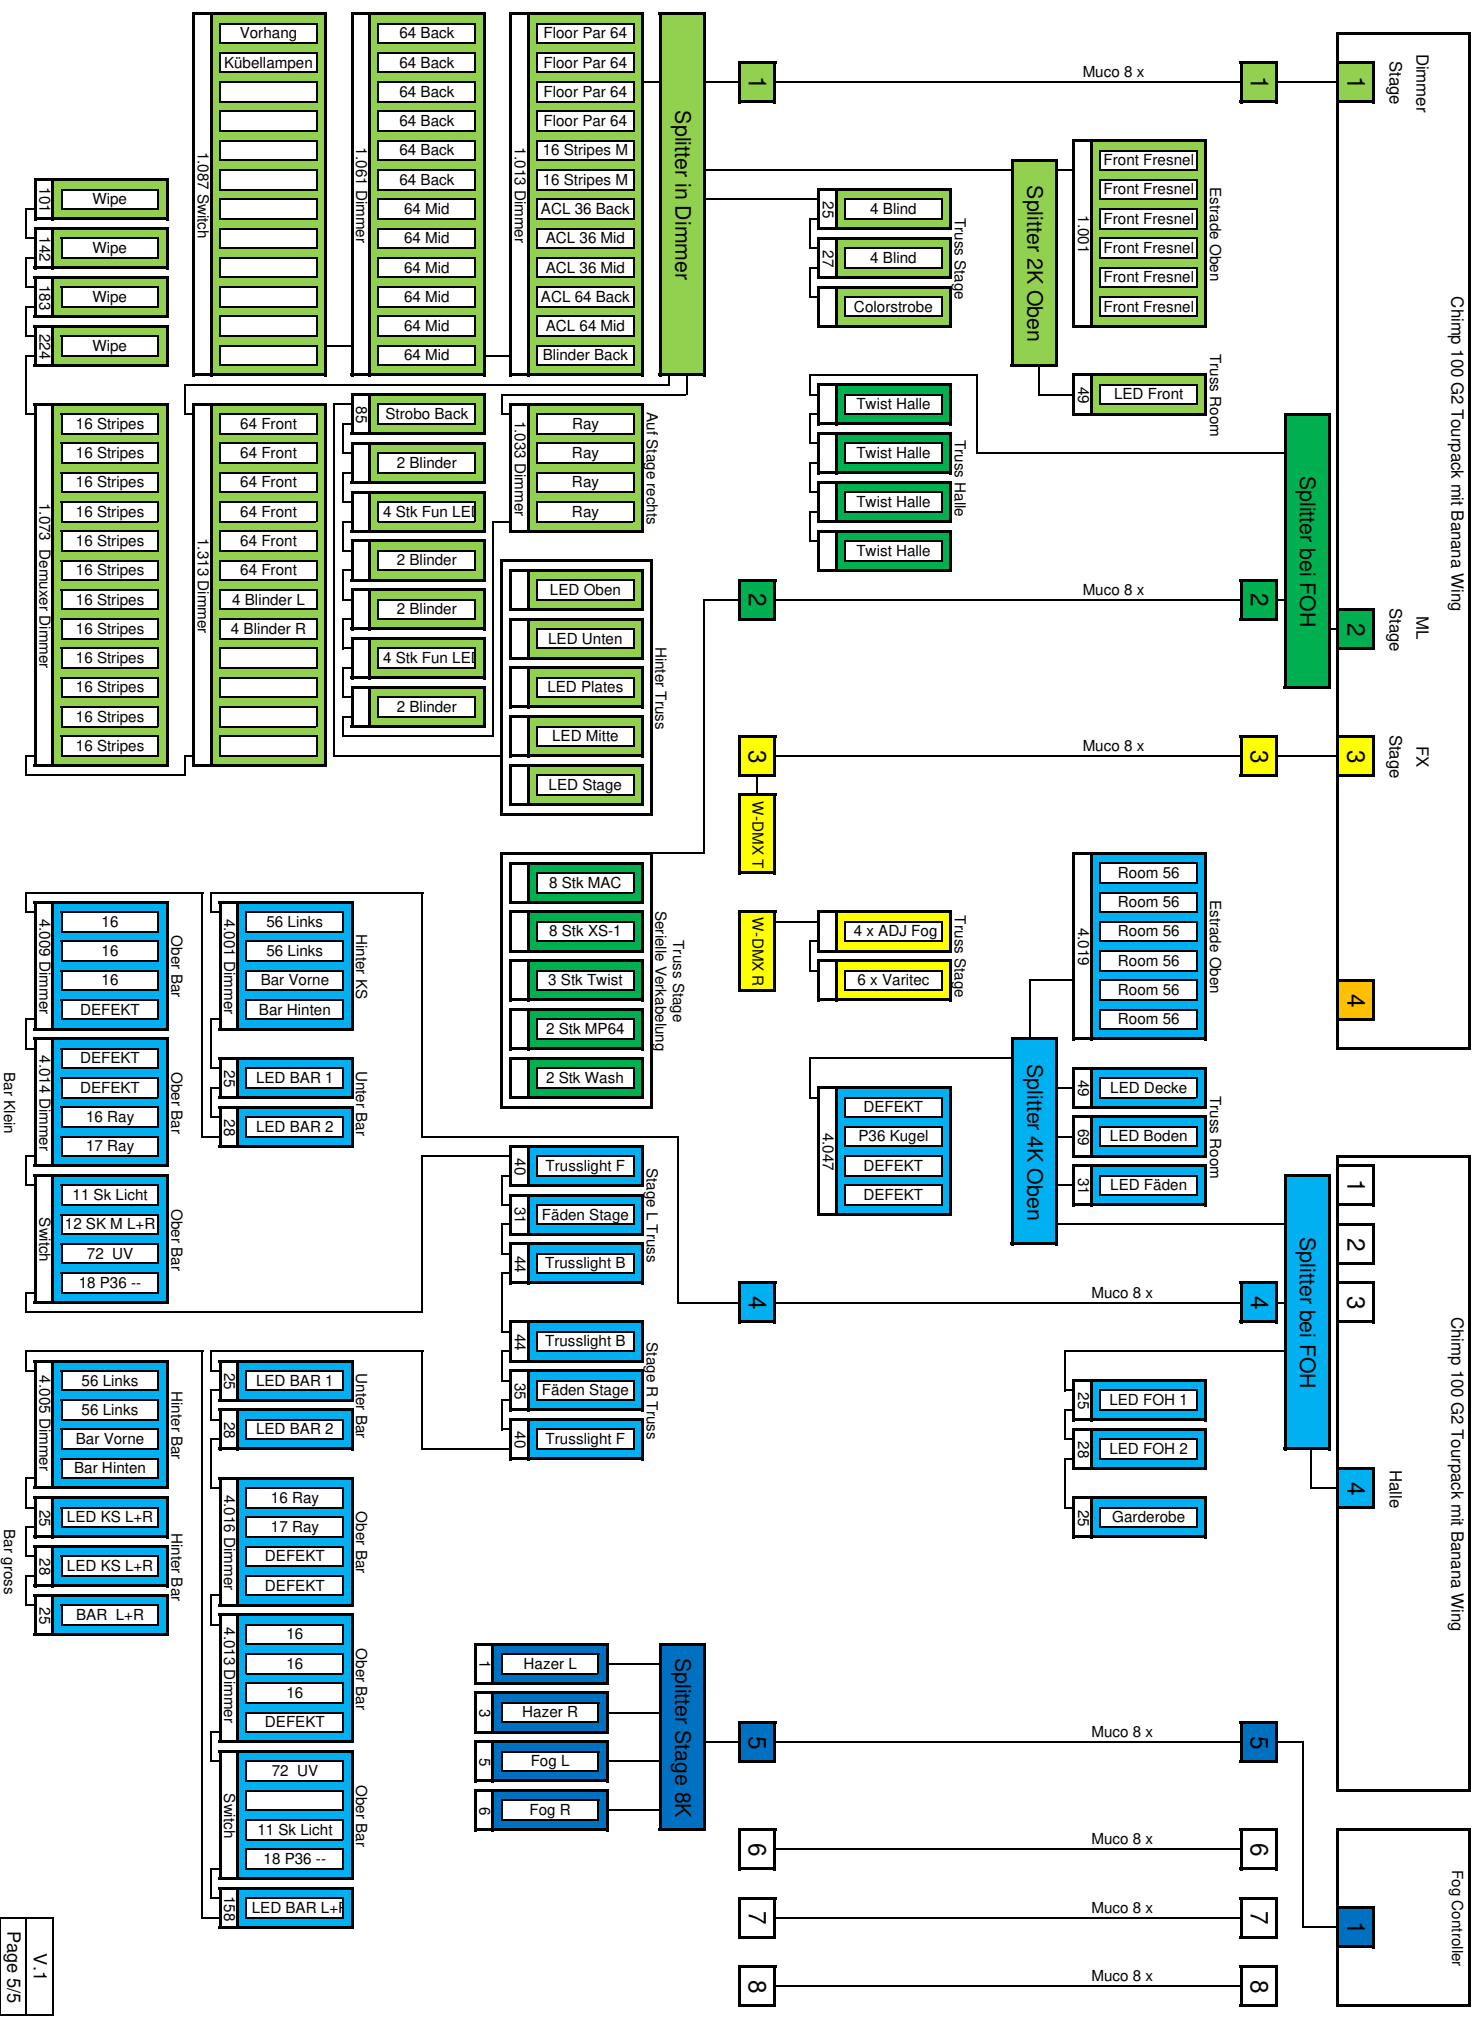 Chimp 100 G2 Tourpack mit Banana Wing
Dimmer
Stage
1
ML
Stage
2
FX
Stage
3
4
Chimp 100 G2 Tourpack mit Banana Wing
1
2
3
Halle
4
Fog Controller
1
Splitter bei FOH
Splitter bei FOH
1
Muco 8 x
1
2
Muco 8 x
2
3
Muco 8 x
3
4
Muco 8 x
4
5
Muco 8 x
5
6
Muco 8 x
6
7
Muco 8 x
7
8
Muco 8 x
8
Estrade Oben
Front Fresnel
Front Fresnel
Front Fresnel
Front Fresnel
Front Fresnel
Front Fresnel
1.001
Splitter 2K Oben
Truss Room
LED Front
49
Truss Stage
4 Blind
25
4 Blind
27
Colorstrobe
Truss Halle
Twist Halle
Twist Halle
Twist Halle
Twist Halle
W-DMX T
W-DMX R
Truss Stage
4 x ADJ Fog
6 x Varitec
Estrade Oben
Room 56
Room 56
Room 56
Room 56
Room 56
Room 56
4.019
Splitter 4K Oben
Truss Room
LED Decke
49
LED Boden
69
LED Fäden
31
DEFEKT
P36 Kugel
DEFEKT
DEFEKT
4.047
LED FOH 1
25
LED FOH 2
28
Garderobe
25
Splitter in Dimmer
Floor Par 64
Floor Par 64
Floor Par 64
Floor Par 64
16 Stripes M
16 Stripes M
ACL 36 Back
ACL 36 Mid
ACL 36 Mid
ACL 64 Back
ACL 64 Mid
Blinder Back
1.013 Dimmer
64 Back
64 Back
64 Back
64 Back
64 Back
64 Back
64 Mid
64 Mid
64 Mid
64 Mid
64 Mid
64 Mid
1.061 Dimmer
Vorhang
Kübellampen
1.087 Switch
Wipe
101
Wipe
142
Wipe
183
Wipe
224
Auf Stage rechts
Ray
Ray
Ray
Ray
1.033 Dimmer
Strobo Back
85
2 Blinder
4 Stk Fun LED
2 Blinder
2 Blinder
4 Stk Fun LED
2 Blinder
Hinter Truss
LED Oben
LED Unten
LED Plates
LED Mitte
LED Stage
64 Front
64 Front
64 Front
64 Front
64 Front
64 Front
4 Blinder L
4 Blinder R
1.313 Dimmer
16 Stripes
16 Stripes
16 Stripes
16 Stripes
16 Stripes
16 Stripes
16 Stripes
16 Stripes
16 Stripes
16 Stripes
16 Stripes
16 Stripes
1.073 Demuxer Dimmer
Truss Stage
Serielle Verkabelung
8 Stk MAC
8 Stk XS-1
3 Stk Twist
2 Stk MP64
2 Stk Wash
Hinter KS
56 Links
56 Links
Bar Vorne
Bar Hinten
4.001 Dimmer
Unter Bar
LED BAR 1
25
LED BAR 2
28
Ober Bar
16
16
16
DEFEKT
4.009 Dimmer
Ober Bar
DEFEKT
DEFEKT
16 Ray
17 Ray
4.014 Dimmer
Ober Bar
11 Sk Licht
12 SK M L+R
72 UV
18 P36 --
Switch
Bar Klein
Stage L Truss
Trusslight F
40
Fäden Stage
31
Trusslight B
44
Stage R Truss
Trusslight B
44
Fäden Stage
35
Trusslight F
40
Unter Bar
LED BAR 1
25
LED BAR 2
28
Ober Bar
16 Ray
17 Ray
DEFEKT
DEFEKT
4.016 Dimmer
Ober Bar
16
16
16
DEFEKT
4.013 Dimmer
Ober Bar
72 UV
11 Sk Licht
18 P36 --
Switch
LED BAR L+R
158
Hinter Bar
56 Links
56 Links
Bar Vorne
Bar Hinten
4.005 Dimmer
Hinter Bar
LED KS L+R
25
LED KS L+R
28
BAR L+R
25
Bar gross
Splitter Stage 8K
Hazer L
1
Hazer R
3
Fog L
5
Fog R
6
V.1
Page 5/5